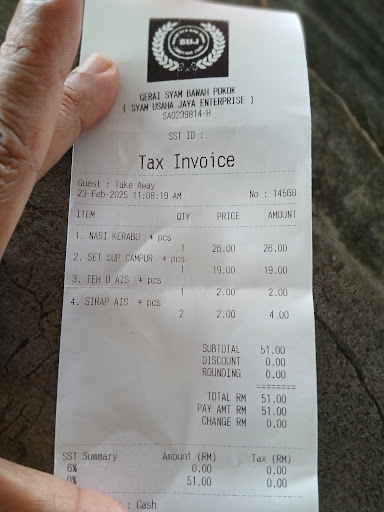 BUJ
GERAI SYAM BAWAH POKOK
( SYAM USAHA JAYA ENTERPRISE )
SA0239814-H
SST ID :
Tax Invoice
Guest : Take Away
23-Feb-2025 11:08:19 AM No : 14568
ITEM QTY PRICE AMOUNT
1. NASI KERABU * pcs
1 26.00 26.00
2. SET SUP CAMPUR * pcs
1 19.00 19.00
3. TEH O AIS * pcs
1 2.00 2.00
4. SIRAP AIS * pcs
2 2.00 4.00
SUBTOTAL 51.00
DISCOUNT 0.00
ROUNDING 0.00
========
TOTAL RM 51.00
PAY AMT RM 51.00
CHANGE RM 0.00
SST Summary Amount (RM) Tax (RM)
6% 0.00 0.00
0% 51.00 0.00
: Cash